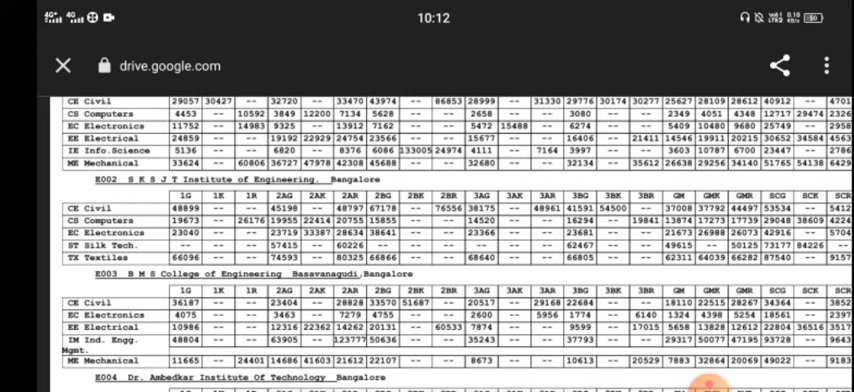 4G+ 4G 10:12 Vo91 LTE2 0.10 KB/s 50
drive.google.com
CE Civil 29057 30427 -- 32720 -- 33470 43974 -- 86853 28999 -- 31330 29776 30174 30277 25627 28109 28612 40912 -- 4701
CS Computers 4453 -- 10592 3849 12200 7134 5628 -- -- 2658 -- -- 3080 -- -- 2349 4051 4348 12717 29474 2326
EC Electronics 11752 -- 14983 9325 -- 13912 7162 -- -- 5472 15488 -- 6274 -- -- 5409 10480 9680 25749 -- 2958
EE Electrical 24859 -- -- 19192 22929 24754 23566 -- -- 15677 -- -- 16406 -- 21411 14546 19911 20215 30652 34584 4563
IE Info.Science 5136 -- -- 6820 -- 8376 6086 133005 24974 4111 -- 7164 3997 -- -- 3603 10787 6700 23447 -- 2786
ME Mechanical 33624 -- 60806 36727 47978 42308 45688 -- -- 32680 -- -- 32134 -- 35612 26638 29256 34140 51765 54138 6429
E002 S K S J T Institute of Engineering. Bangalore
1G 1K 1R 2AG 2AK 2AR 2BG 2BK 2BR 3AG 3AK 3AR 3BG 3BK 3BR GM GMK GMR SCG SCK SCR
CE Civil 48899 -- -- 45198 -- 48797 67178 -- 76556 38175 -- 48961 41591 54500 -- 37008 37792 44497 53534 -- 5412
CS Computers 19673 -- 26176 19955 22414 20755 15855 -- -- 14520 -- -- 16294 -- 19841 13874 17273 17739 29048 38609 4224
EC Electronics 23040 -- -- 23719 33387 28634 38641 -- -- 23366 -- -- 23681 -- -- 21673 26988 26073 42916 -- 5704
ST Silk Tech. -- -- -- 57415 -- 60226 -- -- -- -- -- -- 62467 -- -- 49615 -- 50125 73177 84226 --
TX Textiles 66096 -- -- 74593 -- 80325 66866 -- -- 68640 -- -- 66805 -- -- 62311 64039 66282 87540 -- 9157
E003 B M S College of Engineering Basavanagudi,Bangalore
1G 1K 1R 2AG 2AK 2AR 2BG 2BK 2BR 3AG 3AK 3AR 3BG 3BK 3BR GM GMK GMR SCG SCK SCR
CE Civil 36187 -- -- 23404 -- 28828 33570 51687 -- 20517 -- 29168 22684 -- -- 18110 22515 28267 34364 -- 3852
EC Electronics 4075 -- -- 3463 -- 7279 4755 -- -- 2600 -- 5956 1774 -- 6140 1324 4398 5284 18561 -- 2397
EE Electrical 10986 -- -- 12316 22362 14262 20131 -- 60533 7874 -- -- 9599 -- 17015 5658 13828 12612 22804 36516 3517
IM Ind. Engg. 48804 -- -- 63905 -- 123777 50636 -- -- 35243 -- -- 37793 -- -- 29317 50077 47195 93728 -- 9643
Mgmt.
ME Mechanical 11665 -- 24401 14686 41603 21612 22107 -- -- 8673 -- -- 10613 -- 20529 7883 32864 20069 49022 -- 9183
E004 Dr. Ambedkar Institute of Technology Bangalore